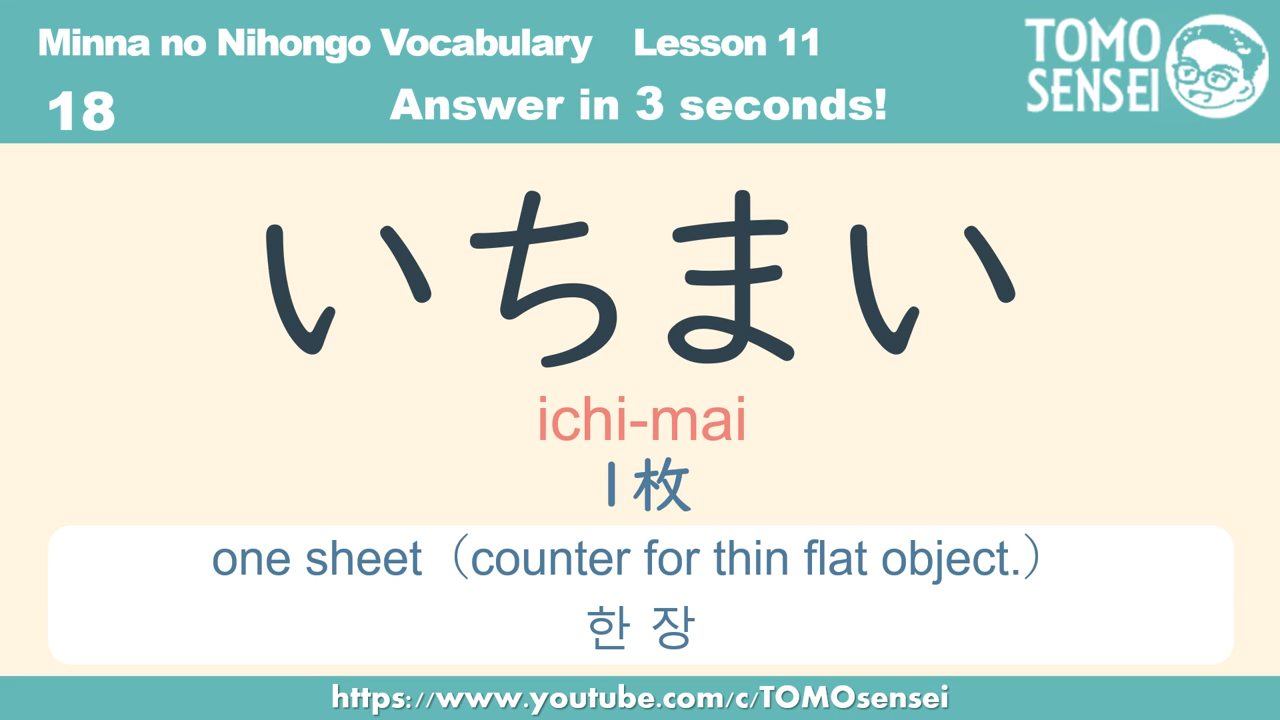 Minna no Nihongo Vocabulary Lesson 11
TOMO
SENSEI
18
Answer in 3 seconds!
いちまい
ichi-mai
1枚
one sheet（counter for thin flat object.）
한 장
https://www.youtube.com/c/TOMOsensei